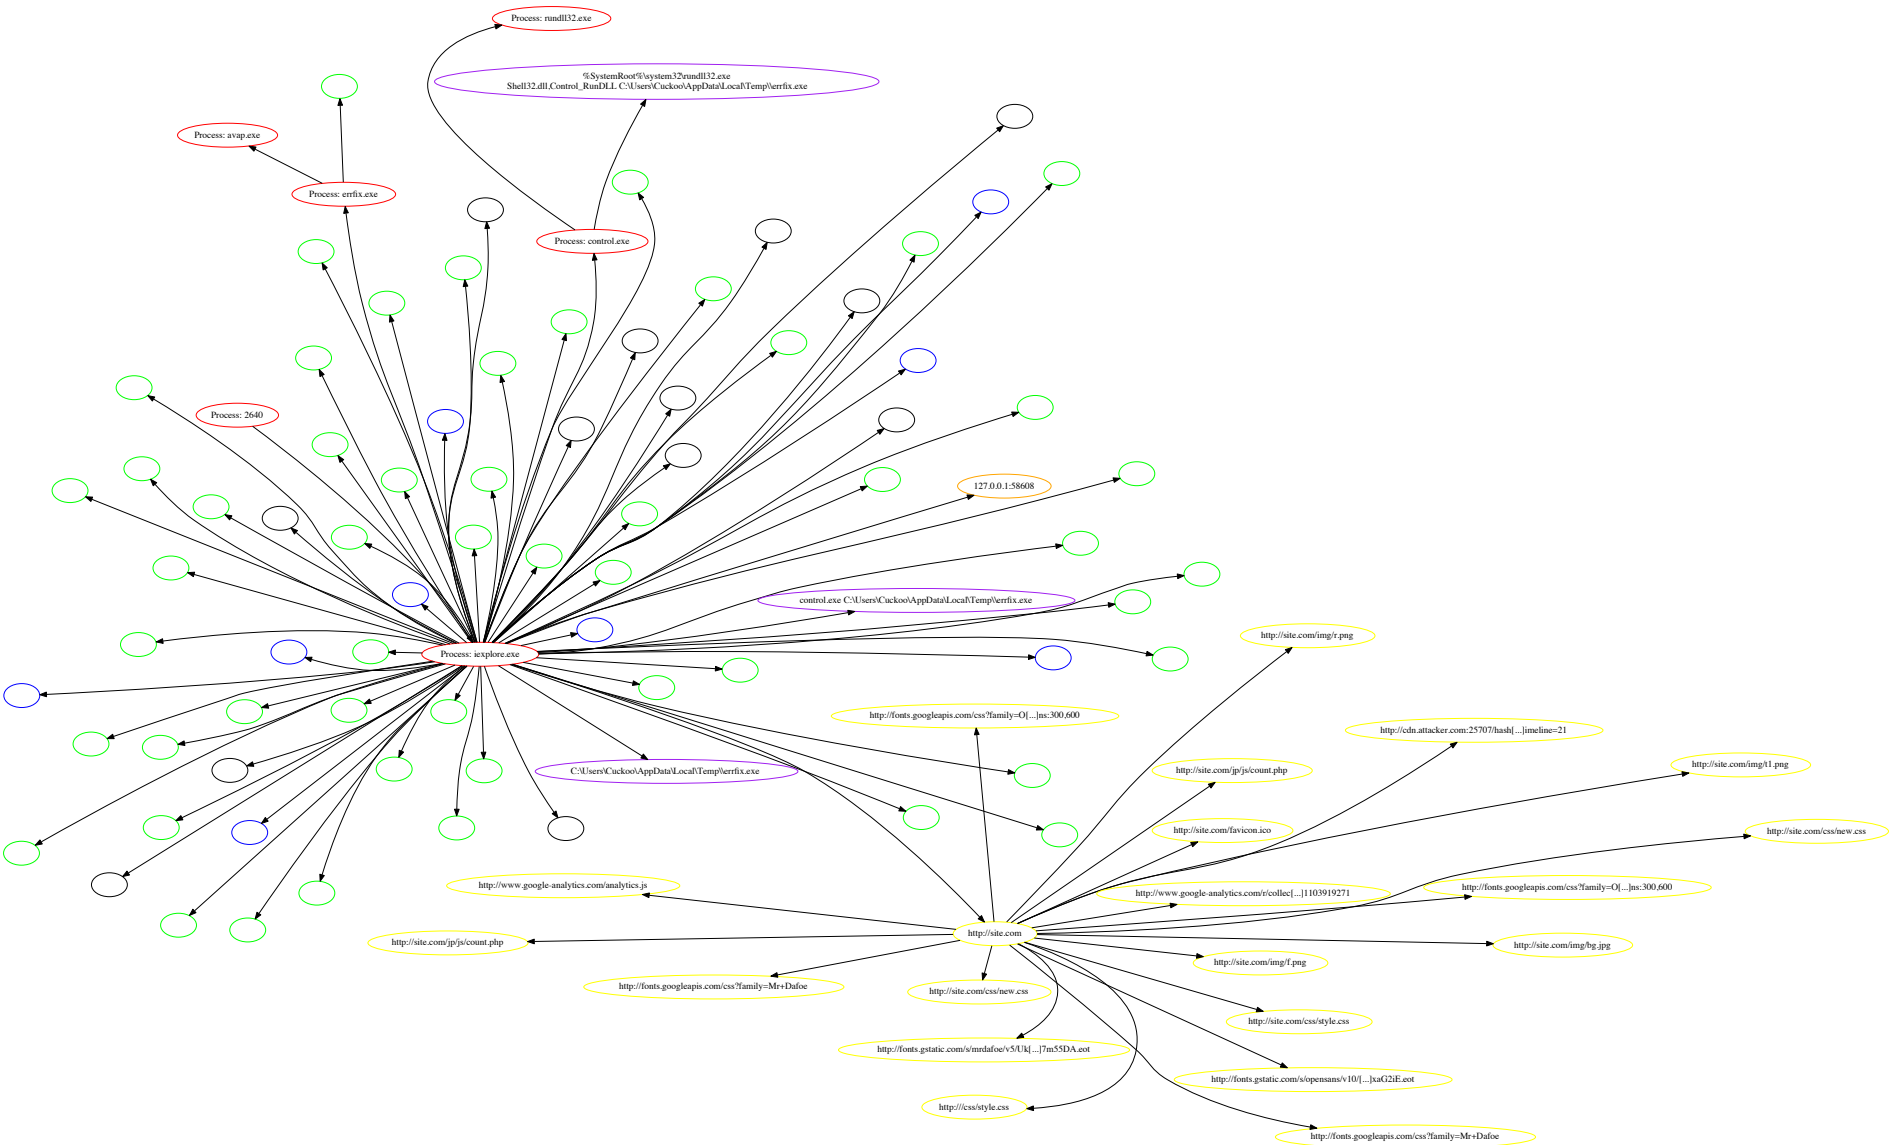 Process: rundll32.exe
%SystemRoot%\system32\rundll32.exe
Shell32.dll,Control_RunDLL C:\Users\Cuckoo\AppData\Local\Temp\\errfix.exe
Process: avap.exe
Process: errfix.exe
Process: control.exe
Process: 2640
127.0.0.1:58608
control.exe C:\Users\Cuckoo\AppData\Local\Temp\\errfix.exe
http://site.com/img/r.png
Process: iexplore.exe
http://fonts.googleapis.com/css?family=O[...]ns:300,600
http://cdn.attacker.com:25707/hash[...]imeline=21
http://site.com/img/t1.png
C:\Users\Cuckoo\AppData\Local\Temp\\errfix.exe
http://site.com/jp/js/count.php
http://site.com/favicon.ico
http://site.com/css/new.css
http://www.google-analytics.com/analytics.js
http://www.google-analytics.com/r/collec[...]1103919271
http://fonts.googleapis.com/css?family=O[...]ns:300,600
http://site.com
http://site.com/jp/js/count.php
http://site.com/img/bg.jpg
http://site.com/img/f.png
http://fonts.googleapis.com/css?family=Mr+Dafoe
http://site.com/css/new.css
http://site.com/css/style.css
http://fonts.gstatic.com/s/mrdafoe/v5/Uk[...]7m55DA.eot
http://fonts.gstatic.com/s/opensans/v10/[...]xaG2iE.eot
http:///css/style.css
http://fonts.googleapis.com/css?family=Mr+Dafoe